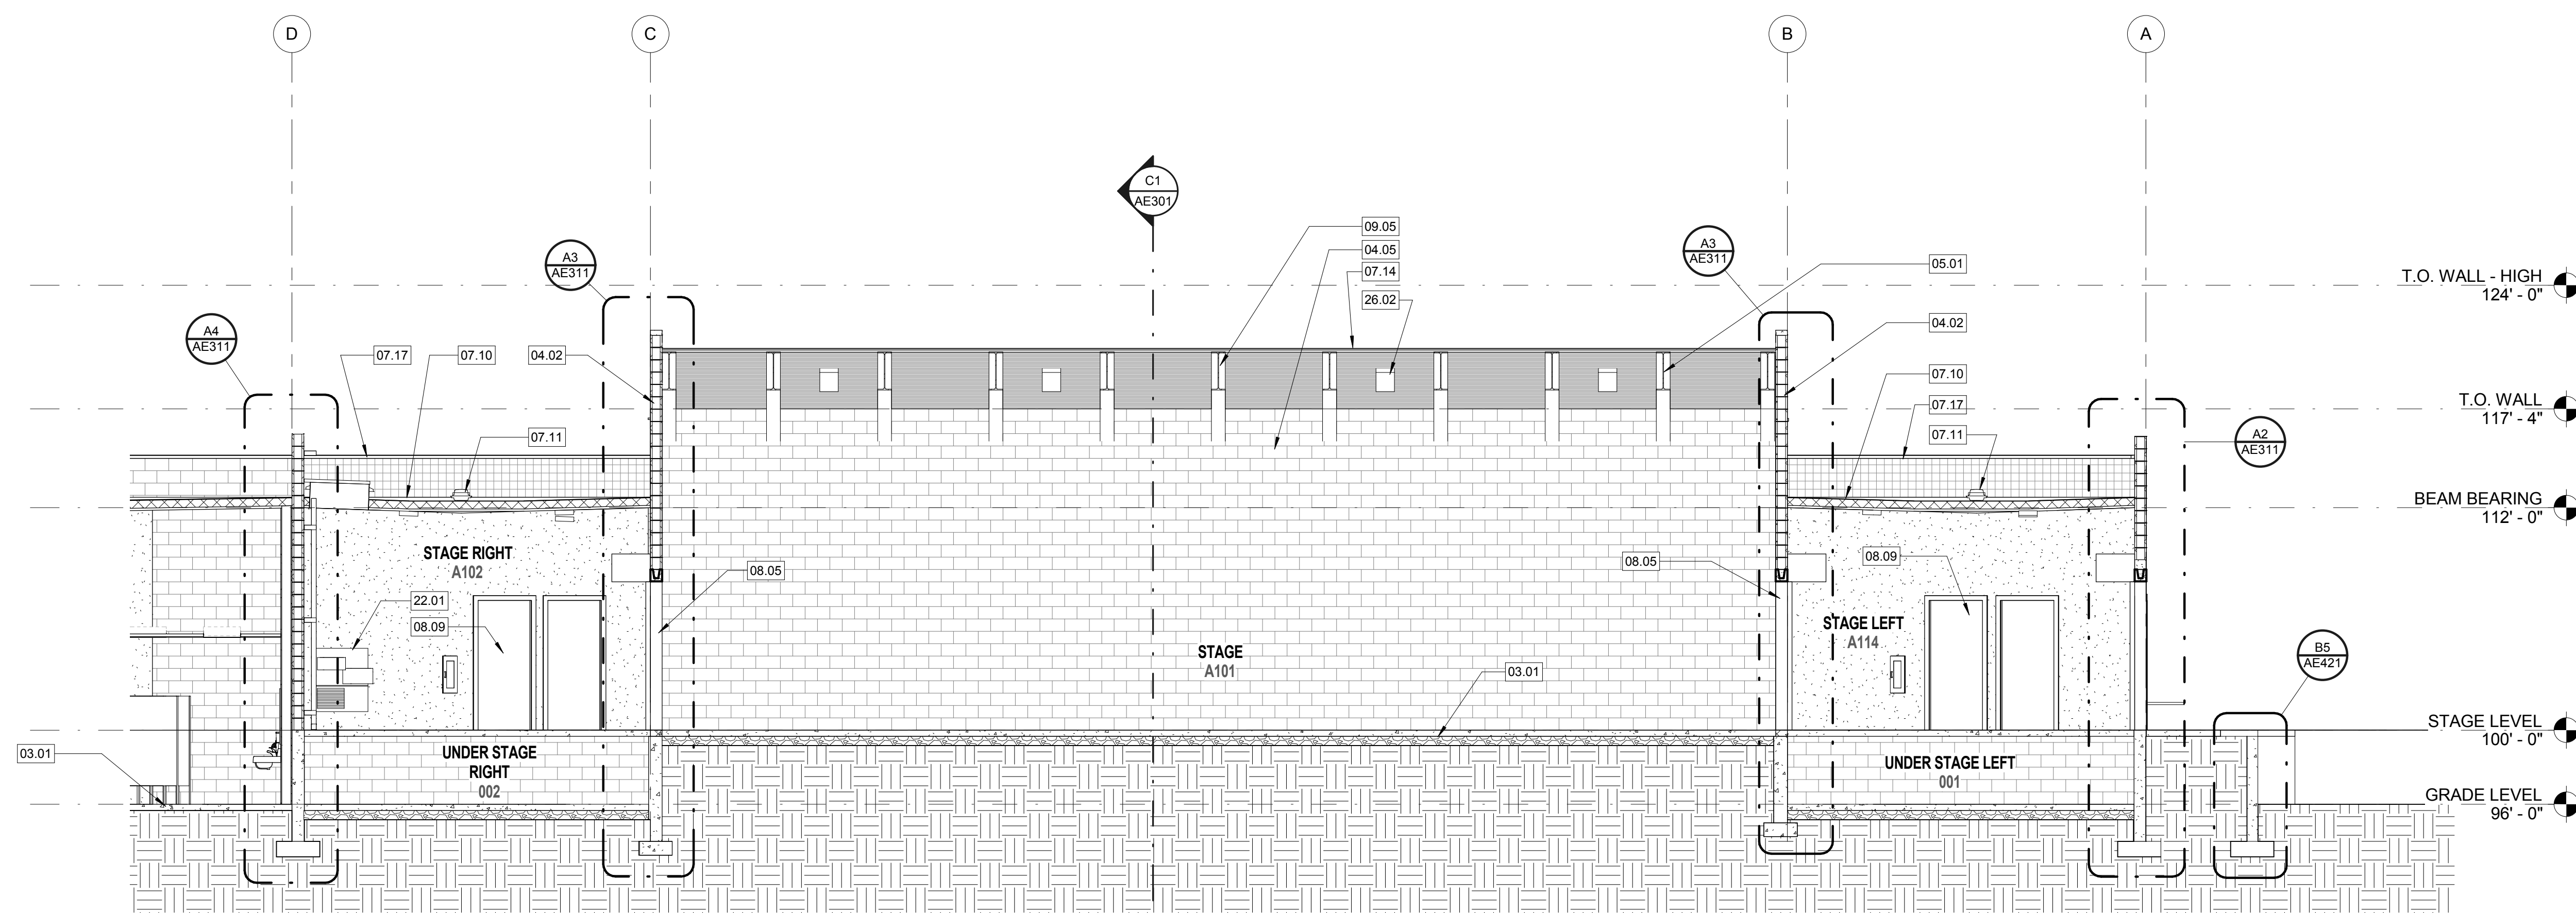 D
C
B
A
C1
AE301
A3
AE311
A3
AE311
A4
AE311
A2
AE311
B5
AE421
09.05
04.05
07.14
26.02
05.01
04.02
07.10
07.17
07.11
07.17
07.10
04.02
07.11
T.O. WALL - HIGH
124' - 0"
T.O. WALL
117' - 4"
BEAM BEARING
112' - 0"
STAGE LEVEL
100' - 0"
GRADE LEVEL
96' - 0"
STAGE RIGHT
A102
22.01
08.09
08.05
STAGE
A101
03.01
08.05
08.09
STAGE LEFT
A114
03.01
UNDER STAGE
RIGHT
002
UNDER STAGE LEFT
001